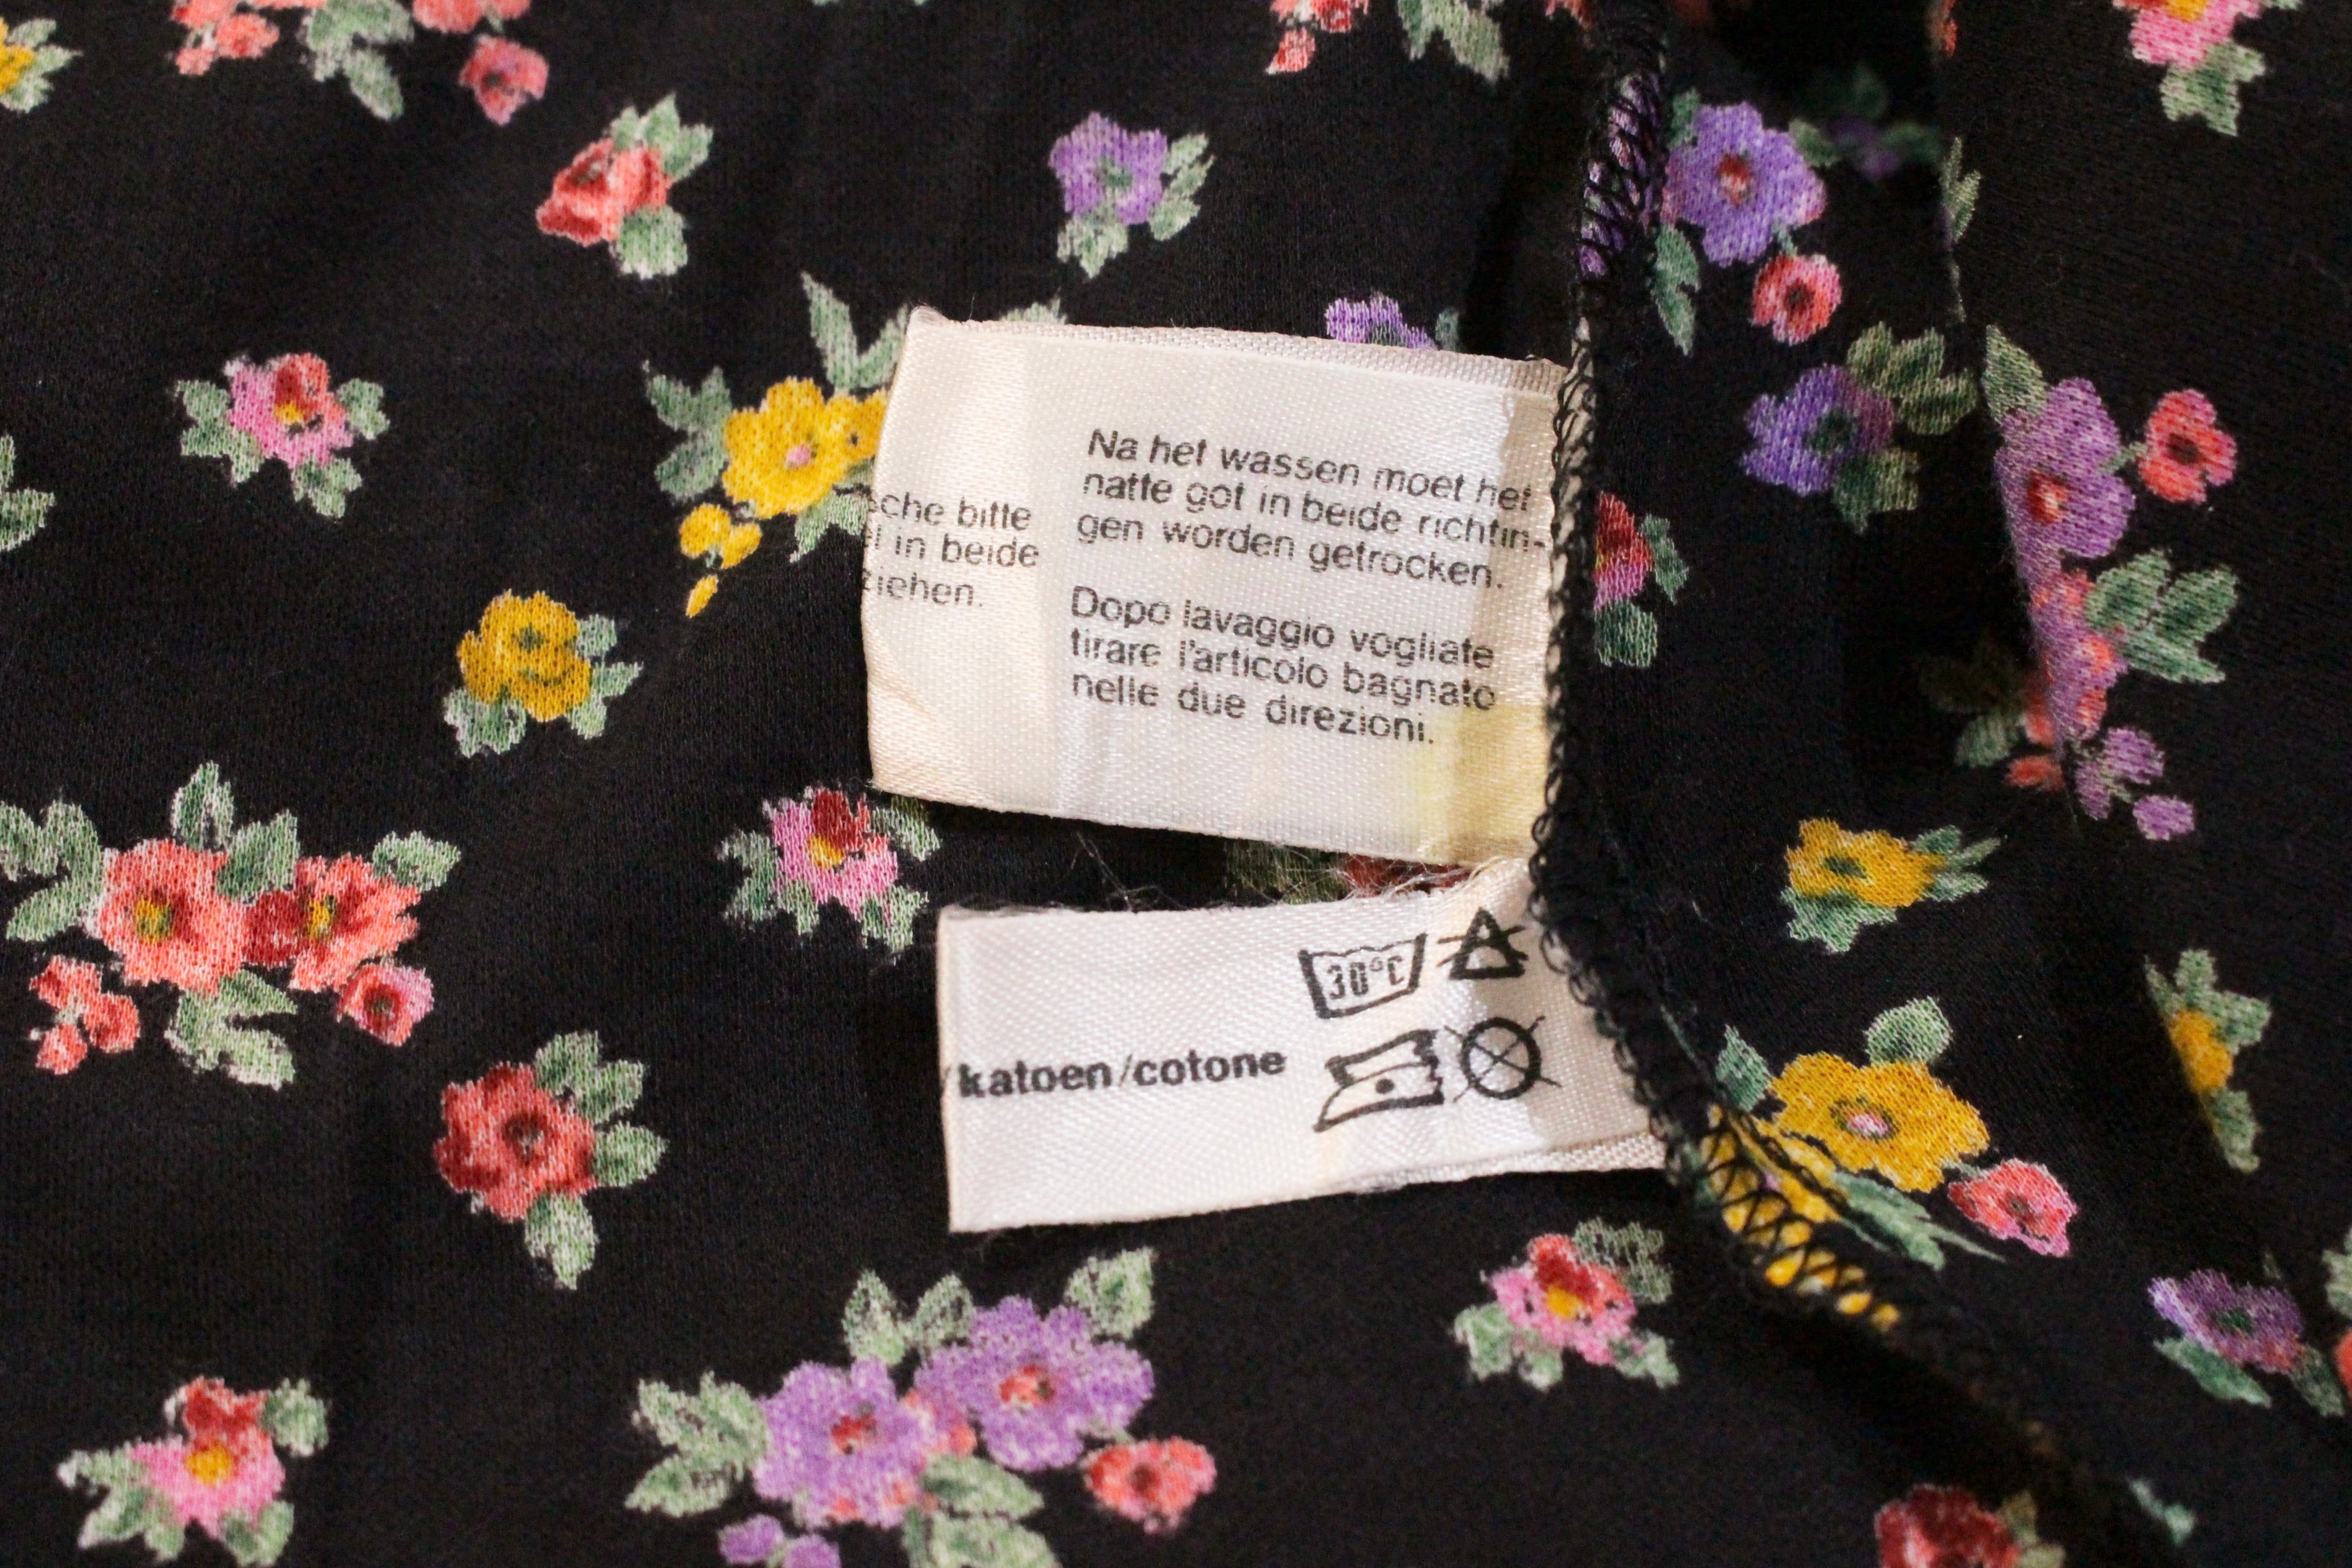 che bitte
in beide
ziehen.
Na het wassen moet het
natte got in beide richtin-
gen worden getrocken.
Dopo lavaggio vogliate
tirare l'articolo bagnato
nelle due direzioni.
30°C
/katoen/cotone